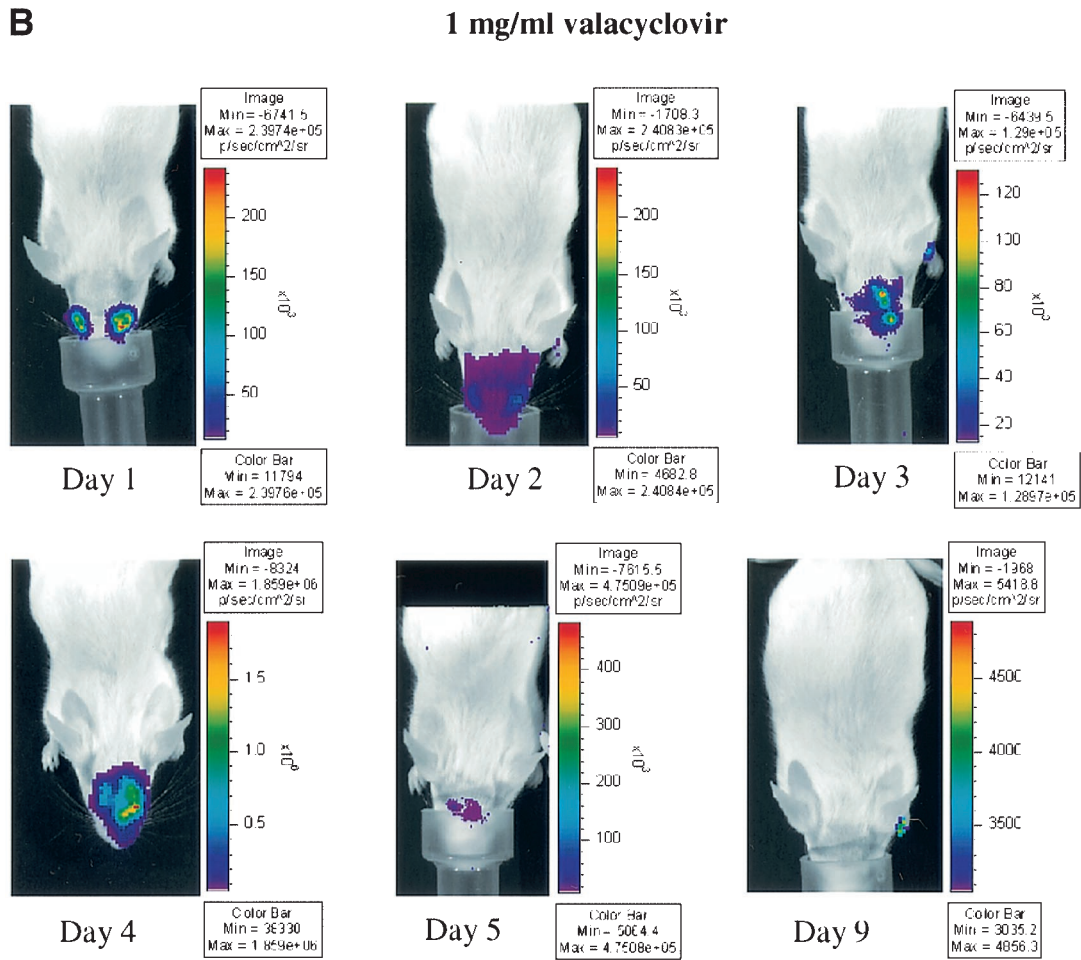 B
1 mg/ml valacyclovir
Image
Min = -6741.5
Max = 2.3974e+05
p/sec/cm^2/sr
200
150
100
50
x10^3
Color Bar
Min = 11794
Max = 2.3976e+05
Day 1
Image
Min = -1708.3
Max = 2.4083e+05
p/sec/cm^2/sr
200
150
100
50
x10^3
Color Bar
Min = 4682.8
Max = 2.4084e+05
Day 2
Image
Min = -6439.5
Max = 1.29e+05
p/sec/cm^2/sr
120
100
80
60
40
20
x10^3
Color Bar
Min = 12141
Max = 1.2897e+05
Day 3
Image
Min = -8324
Max = 1.859e+06
p/sec/cm^2/sr
1.5
1.0
0.5
x10^6
Color Bar
Min =
Max = 1.859e+06
Day 4
Image
Min = -7615.5
Max = 4.7509e+05
p/sec/cm^2/sr
400
300
200
100
x10^3
Color Bar
Min = 5064.4
Max = 4.7508e+05
Day 5
Image
Min = -1368
Max = 5418.8
p/sec/cm^2/sr
4500
4000
3500
Color Bar
Min = 3035.2
Max = 4856.3
Day 9